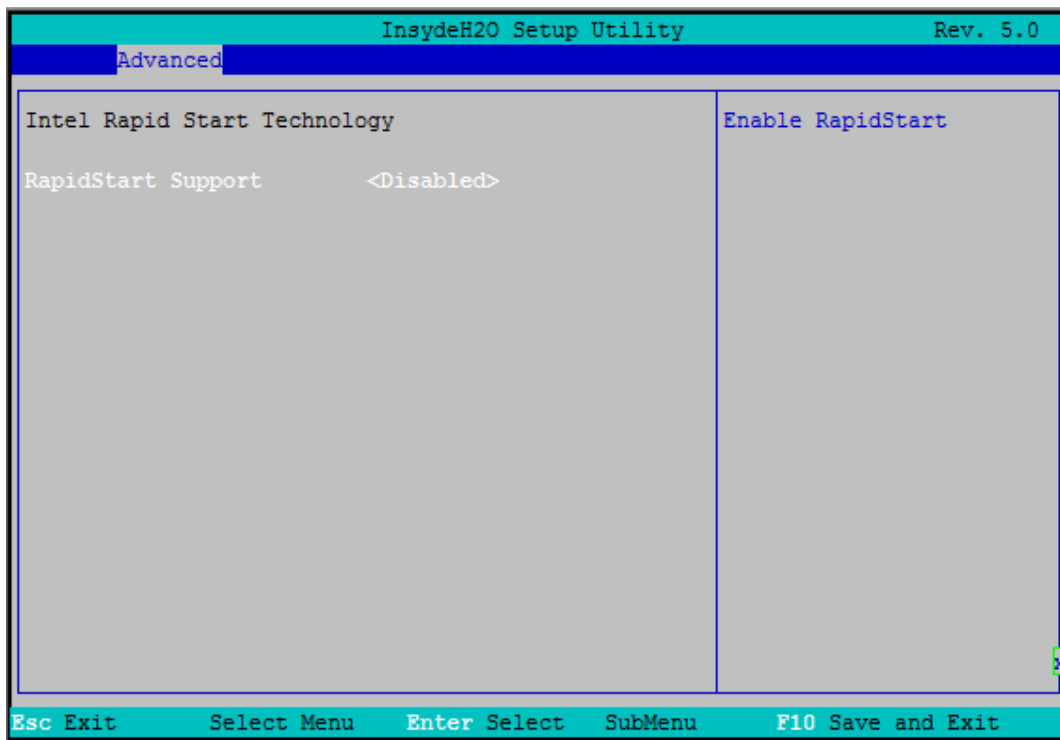 InsydeH2O Setup Utility Rev. 5.0
Advanced
Intel Rapid Start Technology
Enable RapidStart
RapidStart Support <Disabled>
Esc Exit Select Menu Enter Select SubMenu F10 Save and Exit